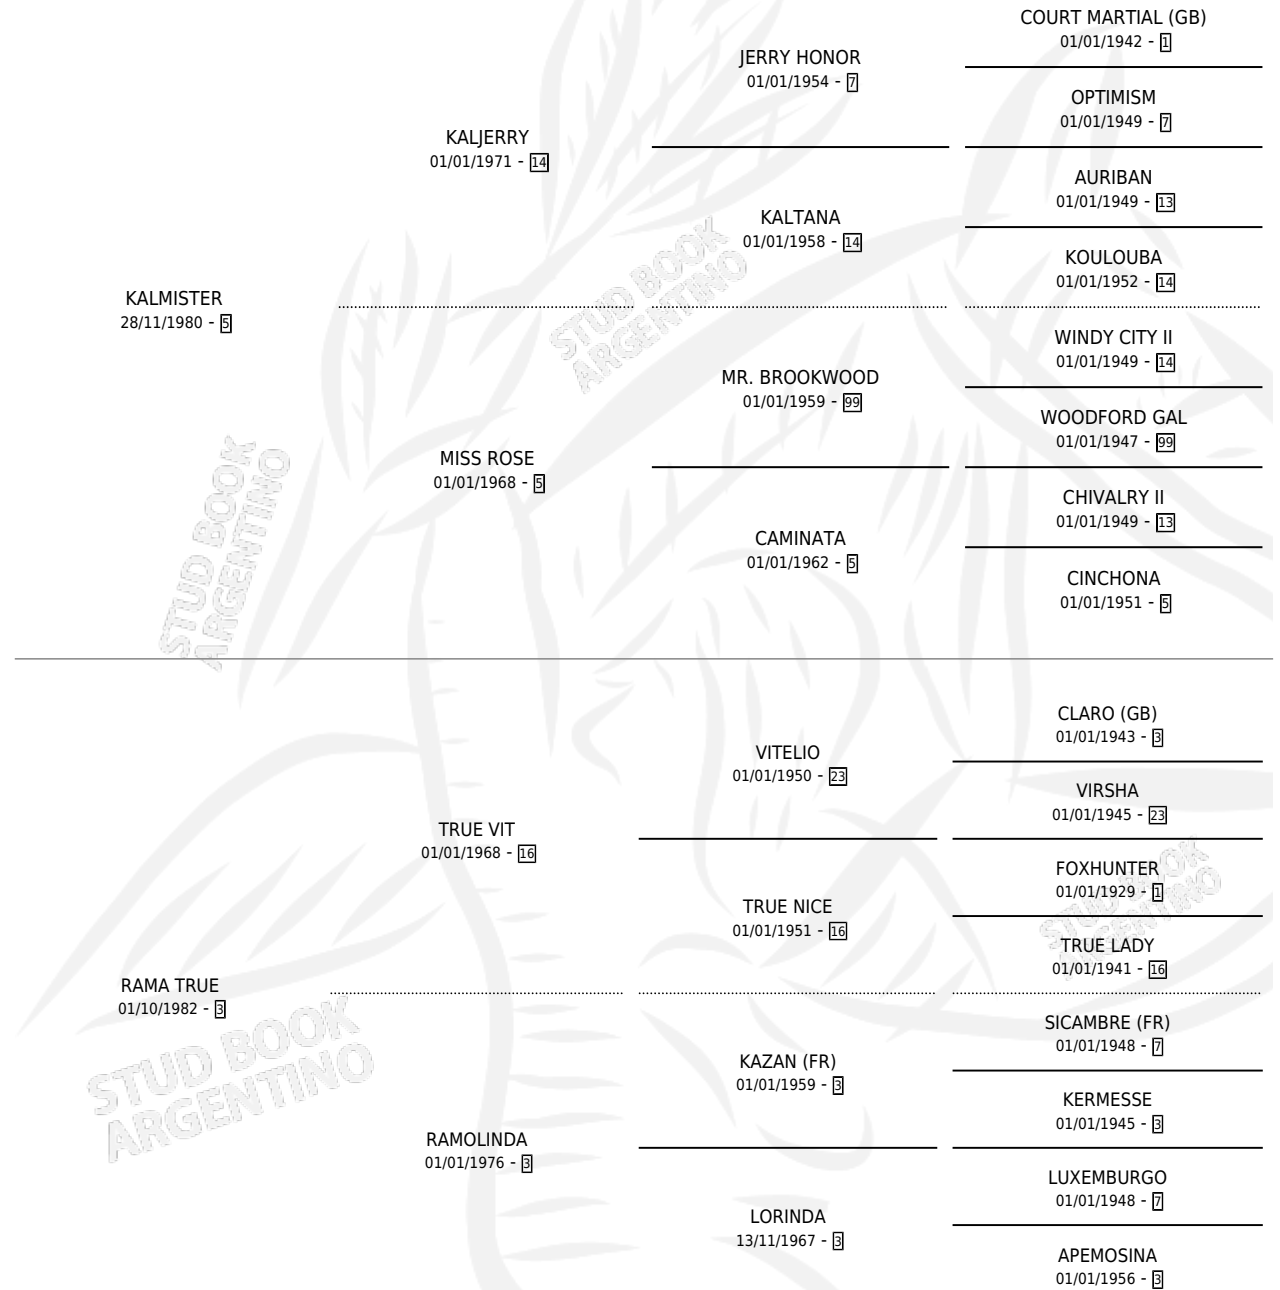 COURT MARTIAL (GB)
01/01/1942 - 1
JERRY HONOR
01/01/1954 - 7
OPTIMISM
01/01/1949 - 7
KALJERRY
01/01/1971 - 14
AURIBAN
01/01/1949 - 13
KALTANA
01/01/1958 - 14
KOULOUBA
01/01/1952 - 14
KALMISTER
28/11/1980 - 5
WINDY CITY II
01/01/1949 - 14
MR. BROOKWOOD
01/01/1959 - 99
WOODFORD GAL
01/01/1947 - 99
MISS ROSE
01/01/1968 - 5
CHIVALRY II
01/01/1949 - 13
CAMINATA
01/01/1962 - 5
CINCHONA
01/01/1951 - 5
CLARO (GB)
01/01/1943 - 3
VITELIO
01/01/1950 - 23
VIRSHA
01/01/1945 - 23
TRUE VIT
01/01/1968 - 16
FOXHUNTER
01/01/1929 - 1
TRUE NICE
01/01/1951 - 16
TRUE LADY
01/01/1941 - 16
RAMA TRUE
01/10/1982 - 3
SICAMBRE (FR)
01/01/1948 - 7
KAZAN (FR)
01/01/1959 - 3
KERMESSE
01/01/1945 - 3
RAMOLINDA
01/01/1976 - 3
LUXEMBURGO
01/01/1948 - 7
LORINDA
13/11/1967 - 3
APEMOSINA
01/01/1956 - 3
STUD BOOK
ARGENTINO
STUD BOOK
ARGENTINO
STUD BOOK
ARGENTINO
STUD BOOK
ARGENTINO